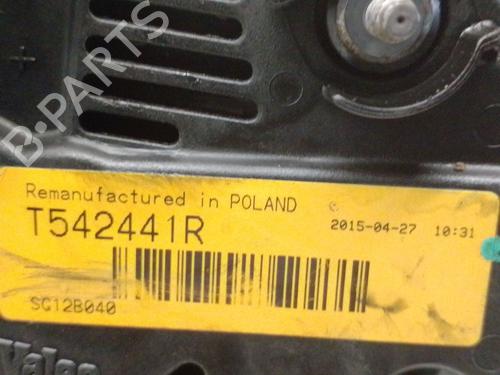 B-PARTS
Remanufactured in POLAND
T542441R
2015-04-27 10:31
SG12B040
Valeo